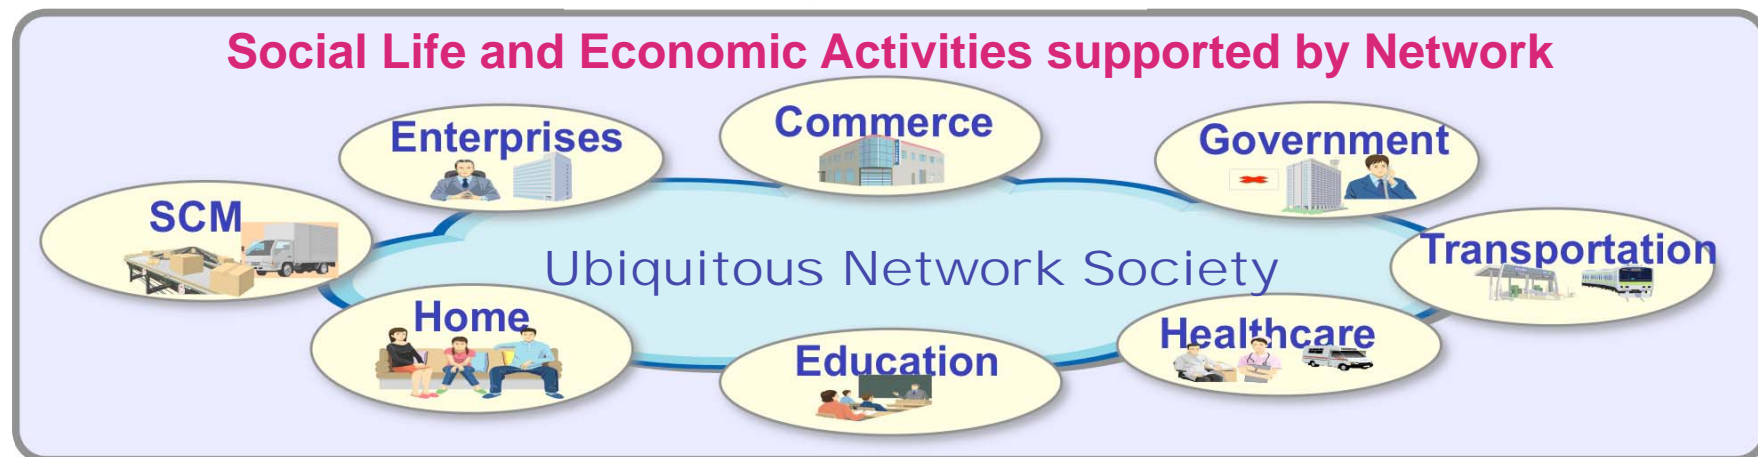 Social Life and Economic Activities supported by Network
Commerce
Enterprises
Government
SCM
Transportation
Ubiquitous Network Society
Home
Healthcare
Education